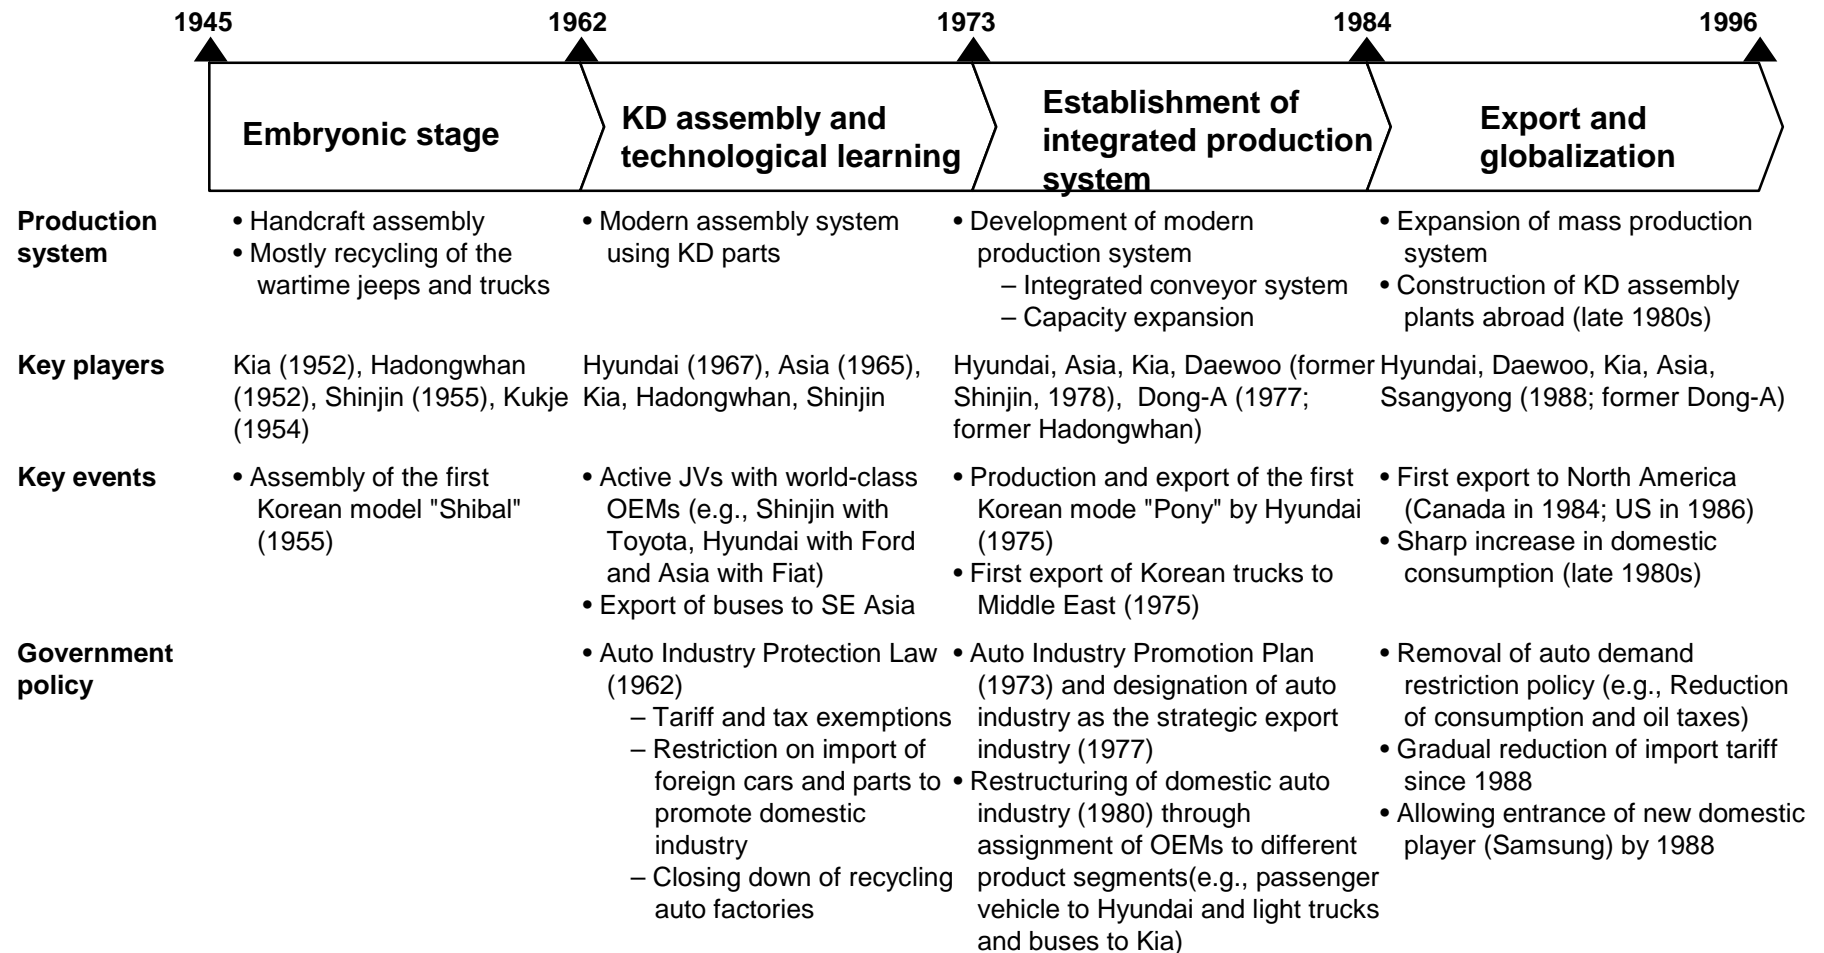 1945
1962
1973
1984
1996
Embryonic stage
KD assembly and
technological learning
Establishment of
integrated production
system
Export and
globalization
Production
system
• Handcraft assembly
• Mostly recycling of the
wartime jeeps and trucks
• Modern assembly system
using KD parts
• Development of modern
production system
– Integrated conveyor system
– Capacity expansion
• Expansion of mass production
system
• Construction of KD assembly
plants abroad (late 1980s)
Key players
Kia (1952), Hadongwhan
(1952), Shinjin (1955), Kukje
(1954)
Hyundai (1967), Asia (1965),
Kia, Hadongwhan, Shinjin
Hyundai, Asia, Kia, Daewoo (former
Shinjin, 1978), Dong-A (1977;
former Hadongwhan)
Hyundai, Daewoo, Kia, Asia,
Ssangyong (1988; former Dong-A)
Key events
• Assembly of the first
Korean model "Shibal"
(1955)
• Active JVs with world-class
OEMs (e.g., Shinjin with
Toyota, Hyundai with Ford
and Asia with Fiat)
• Export of buses to SE Asia
• Production and export of the first
Korean mode "Pony" by Hyundai
(1975)
• First export of Korean trucks to
Middle East (1975)
• First export to North America
(Canada in 1984; US in 1986)
• Sharp increase in domestic
consumption (late 1980s)
Government
policy
• Auto Industry Protection Law
(1962)
– Tariff and tax exemptions
– Restriction on import of
foreign cars and parts to
promote domestic
industry
– Closing down of recycling
auto factories
• Auto Industry Promotion Plan
(1973) and designation of auto
industry as the strategic export
industry (1977)
• Restructuring of domestic auto
industry (1980) through
assignment of OEMs to different
product segments(e.g., passenger
vehicle to Hyundai and light trucks
and buses to Kia)
• Removal of auto demand
restriction policy (e.g., Reduction
of consumption and oil taxes)
• Gradual reduction of import tariff
since 1988
• Allowing entrance of new domestic
player (Samsung) by 1988